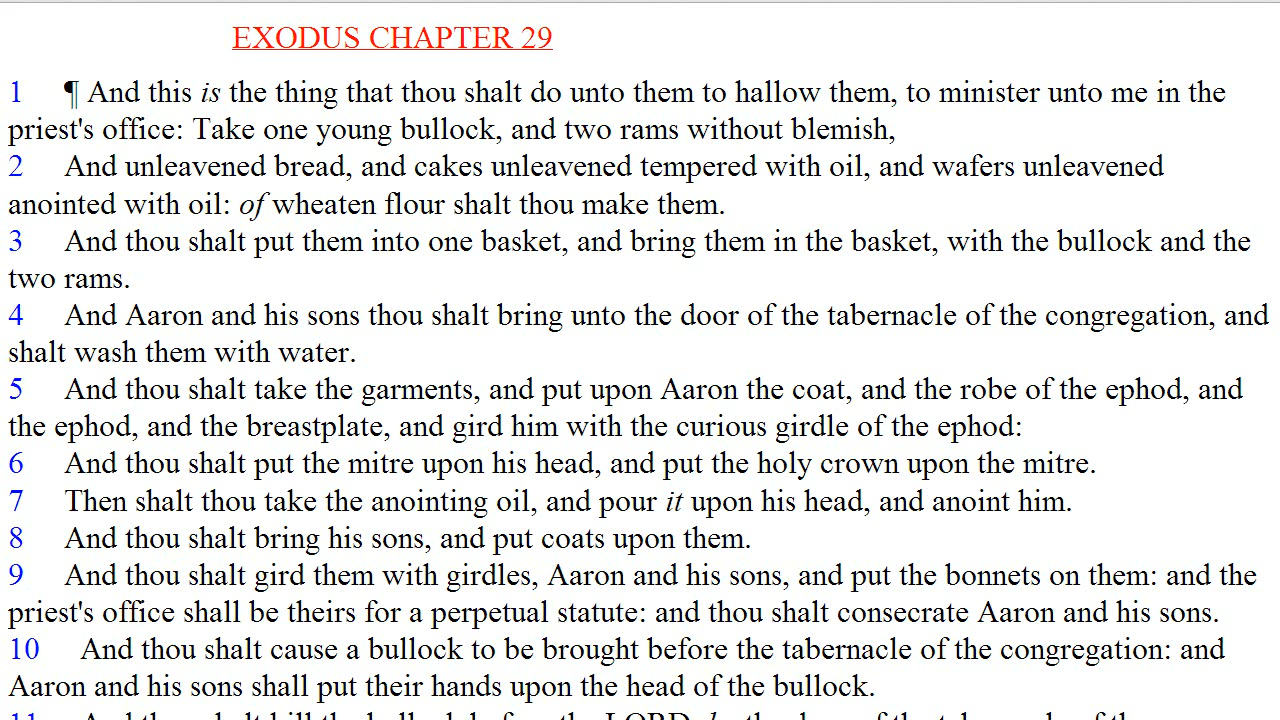 EXODUS CHAPTER 29
1 ¶ And this is the thing that thou shalt do unto them to hallow them, to minister unto me in the
priest's office: Take one young bullock, and two rams without blemish,
2 And unleavened bread, and cakes unleavened tempered with oil, and wafers unleavened
anointed with oil: of wheaten flour shalt thou make them.
3 And thou shalt put them into one basket, and bring them in the basket, with the bullock and the
two rams.
4 And Aaron and his sons thou shalt bring unto the door of the tabernacle of the congregation, and
shalt wash them with water.
5 And thou shalt take the garments, and put upon Aaron the coat, and the robe of the ephod, and
the ephod, and the breastplate, and gird him with the curious girdle of the ephod:
6 And thou shalt put the mitre upon his head, and put the holy crown upon the mitre.
7 Then shalt thou take the anointing oil, and pour it upon his head, and anoint him.
8 And thou shalt bring his sons, and put coats upon them.
9 And thou shalt gird them with girdles, Aaron and his sons, and put the bonnets on them: and the
priest's office shall be theirs for a perpetual statute: and thou shalt consecrate Aaron and his sons.
10 And thou shalt cause a bullock to be brought before the tabernacle of the congregation: and
Aaron and his sons shall put their hands upon the head of the bullock.